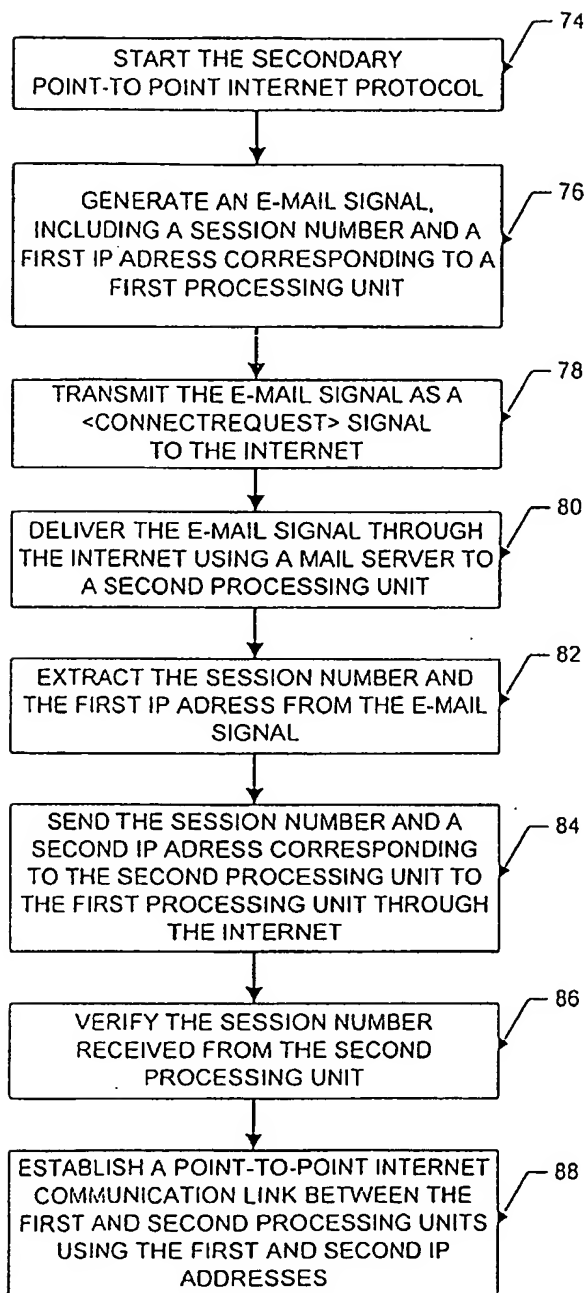 74
START THE SECONDARY
POINT-TO POINT INTERNET PROTOCOL
76
GENERATE AN E-MAIL SIGNAL,
INCLUDING A SESSION NUMBER AND A
FIRST IP ADRESS CORRESPONDING TO A
FIRST PROCESSING UNIT
78
TRANSMIT THE E-MAIL SIGNAL AS A
<CONNECTREQUEST> SIGNAL
TO THE INTERNET
80
DELIVER THE E-MAIL SIGNAL THROUGH
THE INTERNET USING A MAIL SERVER TO
A SECOND PROCESSING UNIT
82
EXTRACT THE SESSION NUMBER AND
THE FIRST IP ADRESS FROM THE E-MAIL
SIGNAL
84
SEND THE SESSION NUMBER AND A
SECOND IP ADRESS CORRESPONDING
TO THE SECOND PROCESSING UNIT TO
THE FIRST PROCESSING UNIT THROUGH
THE INTERNET
86
VERIFY THE SESSION NUMBER
RECEIVED FROM THE SECOND
PROCESSING UNIT
88
ESTABLISH A POINT-TO-POINT INTERNET
COMMUNICATION LINK BETWEEN THE
FIRST AND SECOND PROCESSING UNITS
USING THE FIRST AND SECOND IP
ADDRESSES